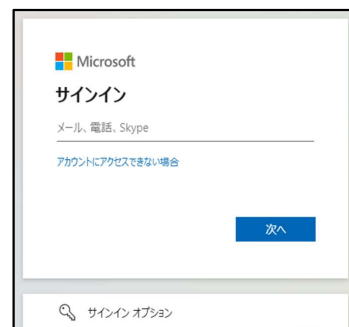 Microsoft
サインイン
メール、電話、Skype
アカウントにアクセスできない場合
次へ
サインイン オプション